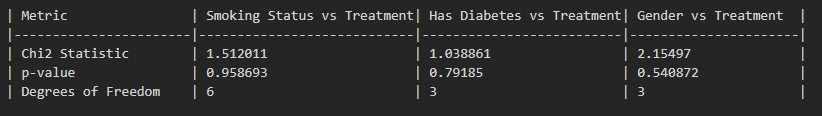 | Metric | Smoking Status vs Treatment| Has Diabetes vs Treatment| Gender vs Treatment |
|-----------------------|----------------------------|--------------------------|----------------------|
| Chi2 Statistic | 1.512011 | 1.038861 | 2.15497 |
| p-value | 0.958693 | 0.79185 | 0.540872 |
| Degrees of Freedom | 6 | 3 | 3 |